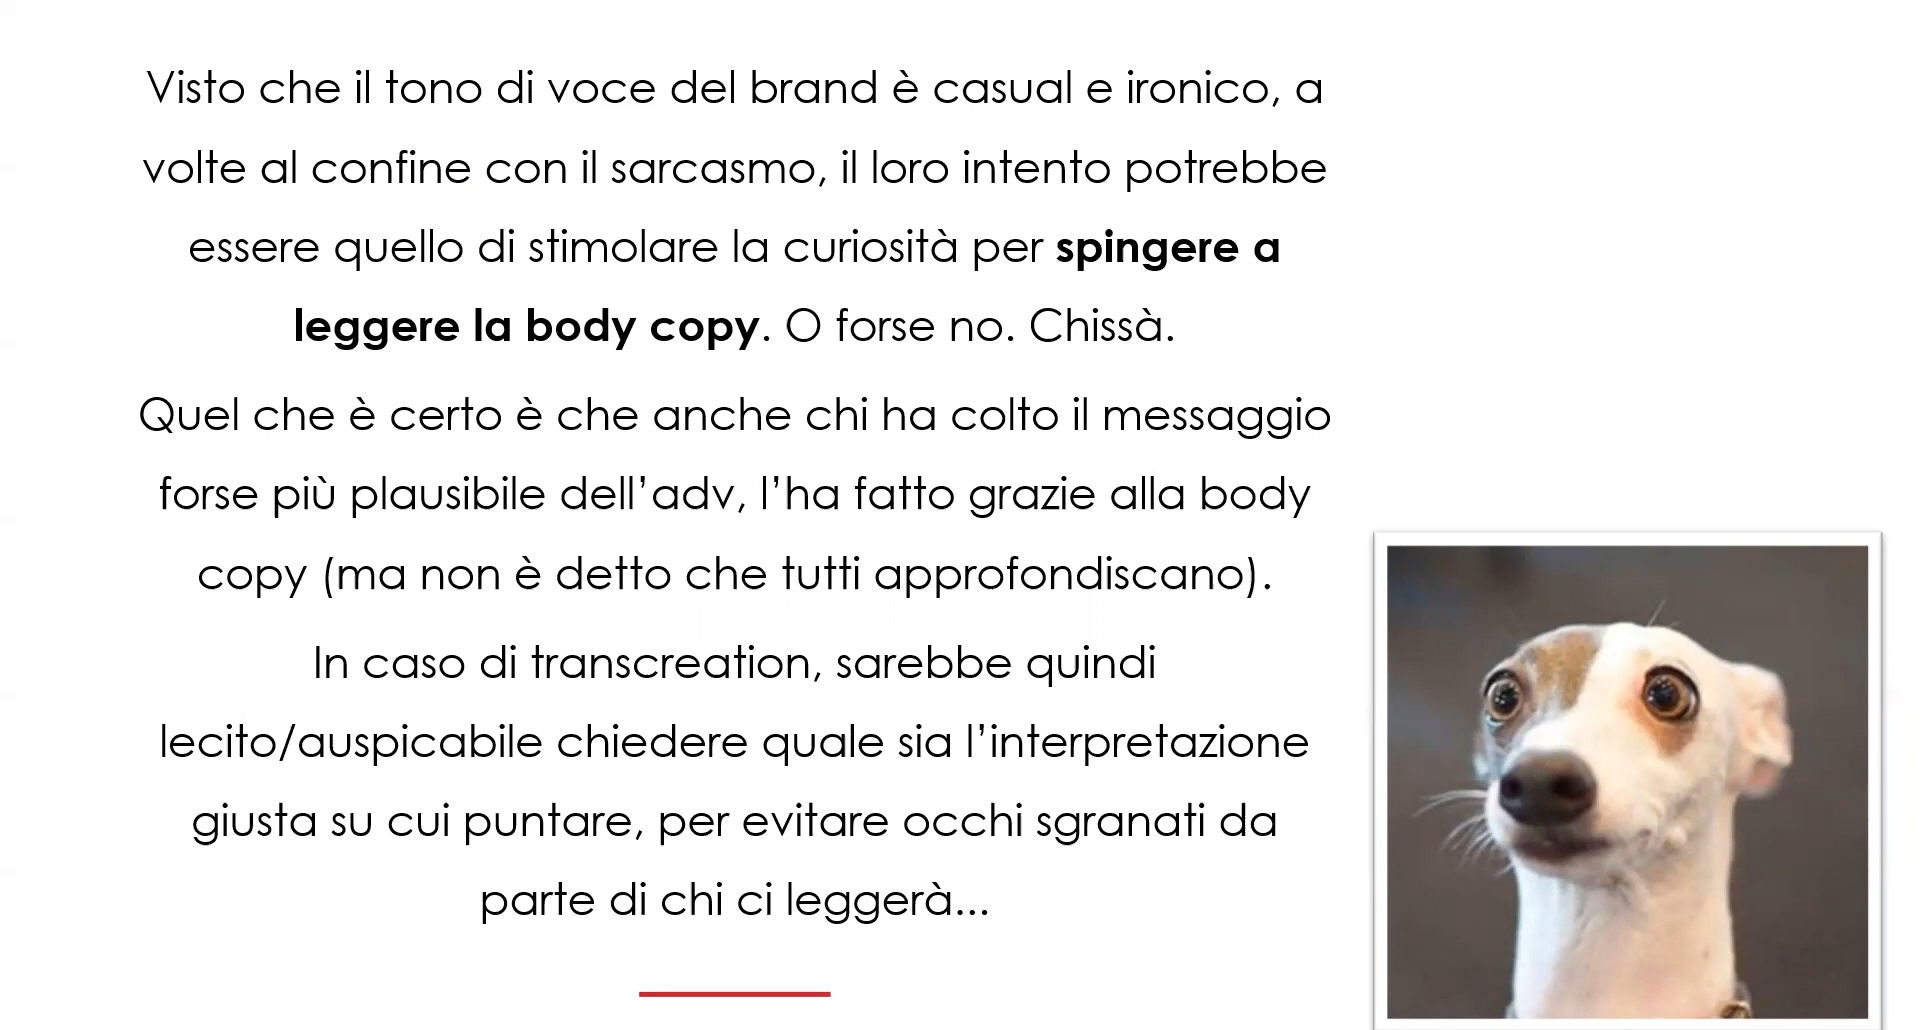 Visto che il tono di voce del brand è casual e ironico, a
volte al confine con il sarcasmo, il loro intento potrebbe
essere quello di stimolare la curiosità per spingere a
leggere la body copy. O forse no. Chissà.
Quel che è certo è che anche chi ha colto il messaggio
forse più plausibile dell’adv, l’ha fatto grazie alla body
copy (ma non è detto che tutti approfondiscano).
In caso di transcreation, sarebbe quindi
lecito/auspicabile chiedere quale sia l’interpretazione
giusta su cui puntare, per evitare occhi sgranati da
parte di chi ci leggerà...